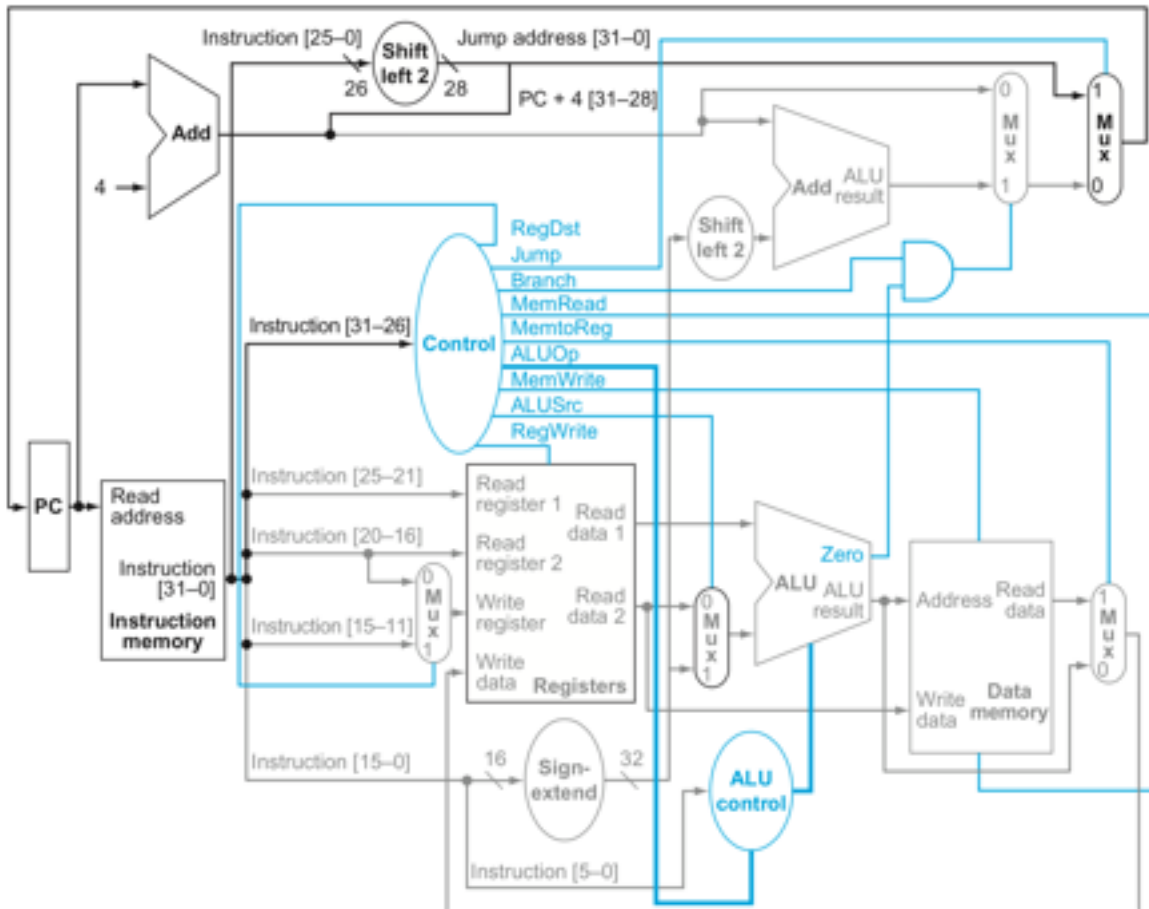 Instruction [25–0]
Shift
left 2
Jump address [31–0]
26
28
PC + 4 [31–28]
Add
4
0
M
u
x
1
1
M
u
x
0
Add
ALU
result
Shift
left 2
RegDst
Jump
Branch
MemRead
MemtoReg
ALUOp
MemWrite
ALUSrc
RegWrite
Instruction [31–26]
Control
PC
Read
address
Instruction
[31–0]
Instruction
memory
Instruction [25–21]
Instruction [20–16]
Instruction [15–11]
0
M
u
x
1
Read
register 1
Read
register 2
Write
register
Write
data
Read
data 1
Read
data 2
Registers
0
M
u
x
1
Zero
ALU
ALU
result
Address
Read
data
Write
data
Data
memory
1
M
u
x
0
Instruction [15–0]
16
Sign-
extend
32
ALU
control
Instruction [5–0]